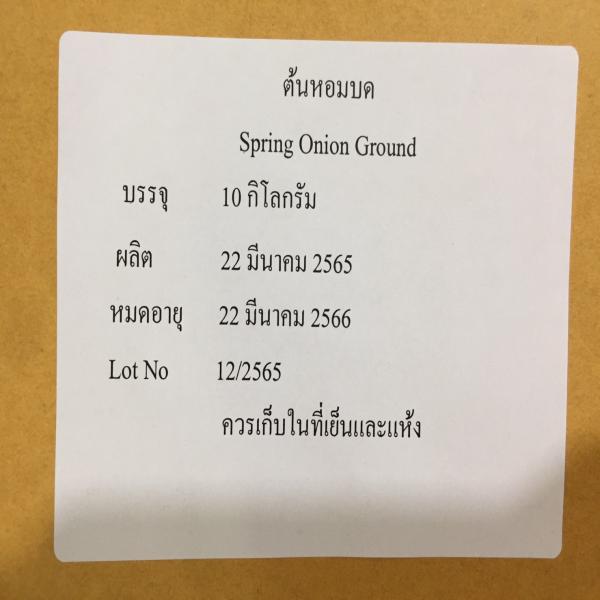 ต้นหอมบด
Spring Onion Ground
บรรจุ 10 กิโลกรัม
ผลิต 22 มีนาคม 2565
หมดอายุ 22 มีนาคม 2566
Lot No 12/2565
ควรเก็บในที่เย็นและแห้ง